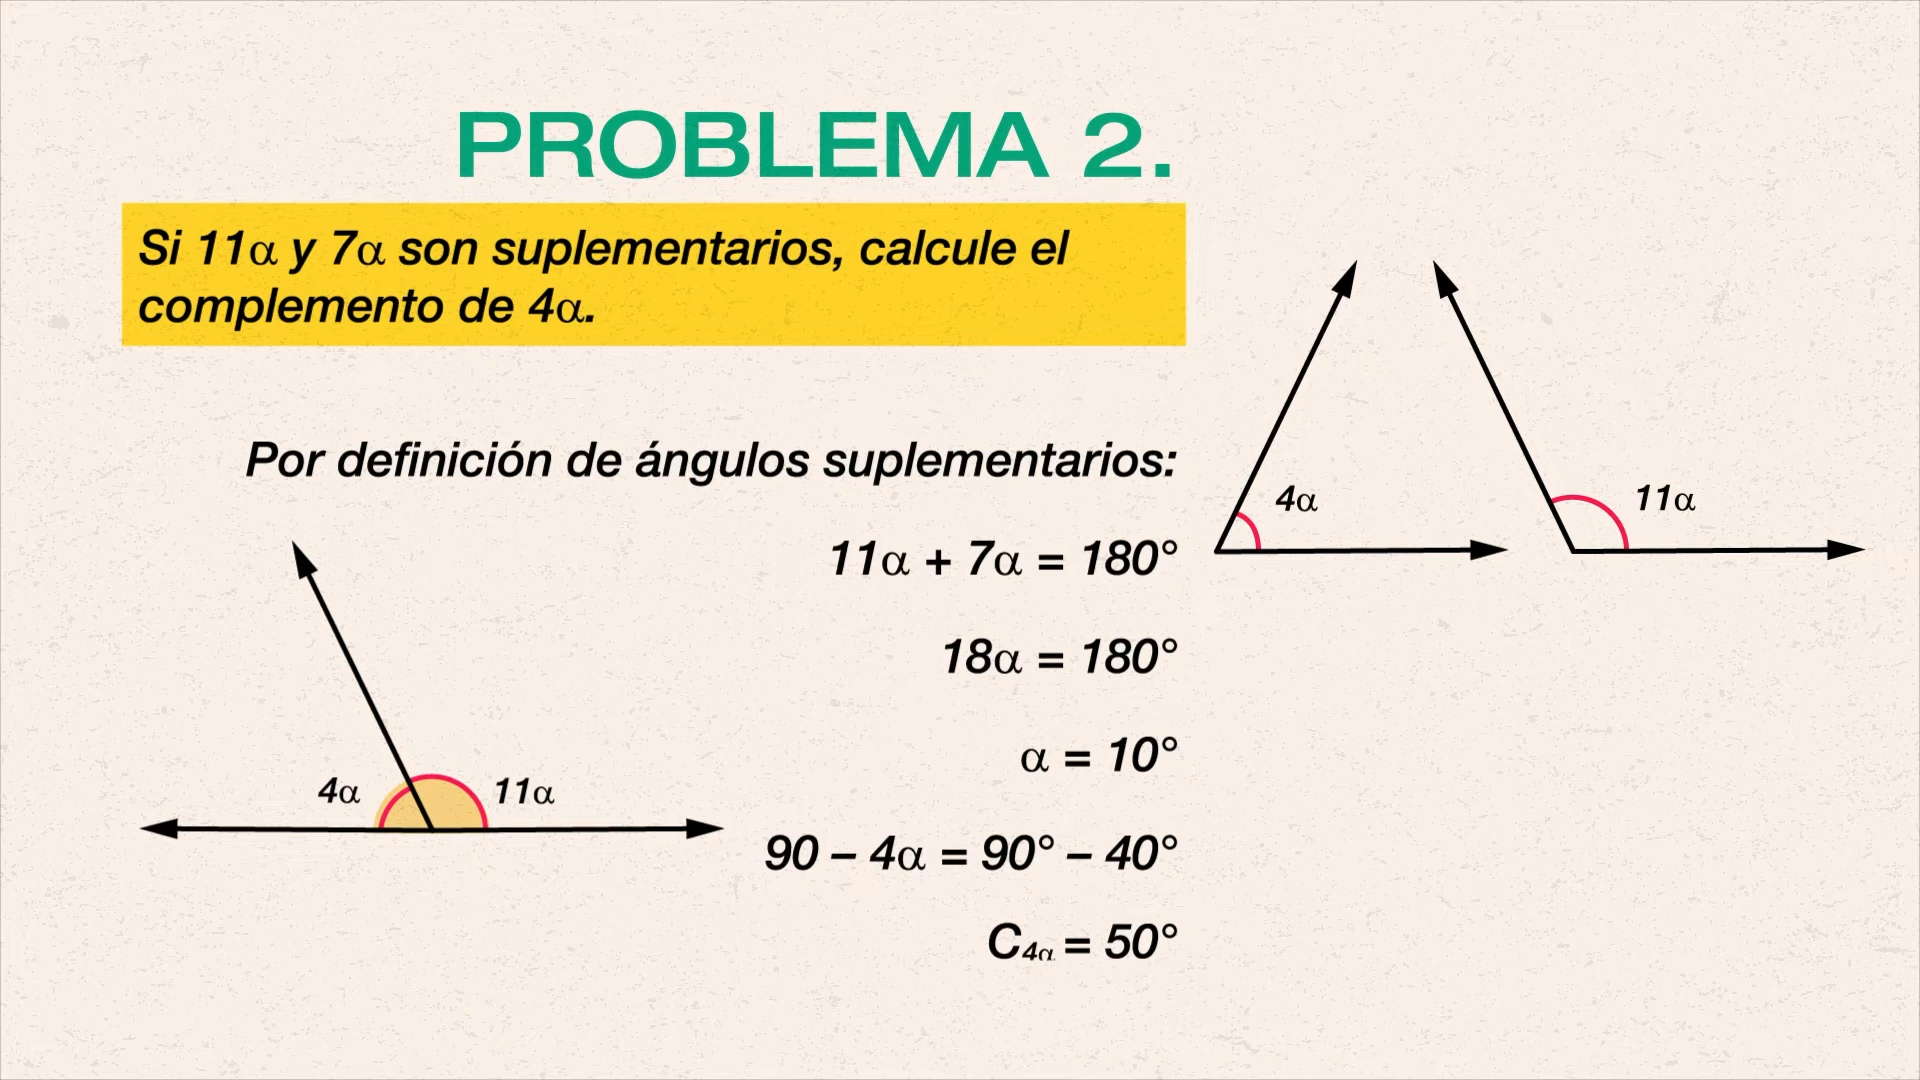 PROBLEMA 2.
Si 11α y 7α son suplementarios, calcule el
complemento de 4α.
Por definición de ángulos suplementarios:
11α + 7α = 180°
18α = 180°
α = 10°
90 – 4α = 90° – 40°
C₄α = 50°
4α
11α
4α
11α